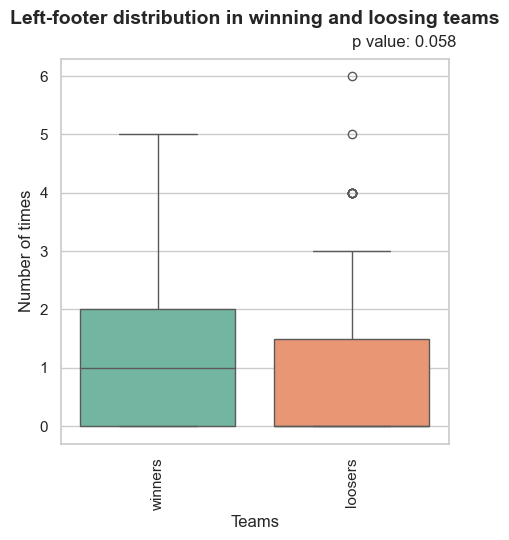 Left-footer distribution in winning and loosing teams
p value: 0.058
6
5
4
3
2
1
0
Number of times
winners
loosers
Teams